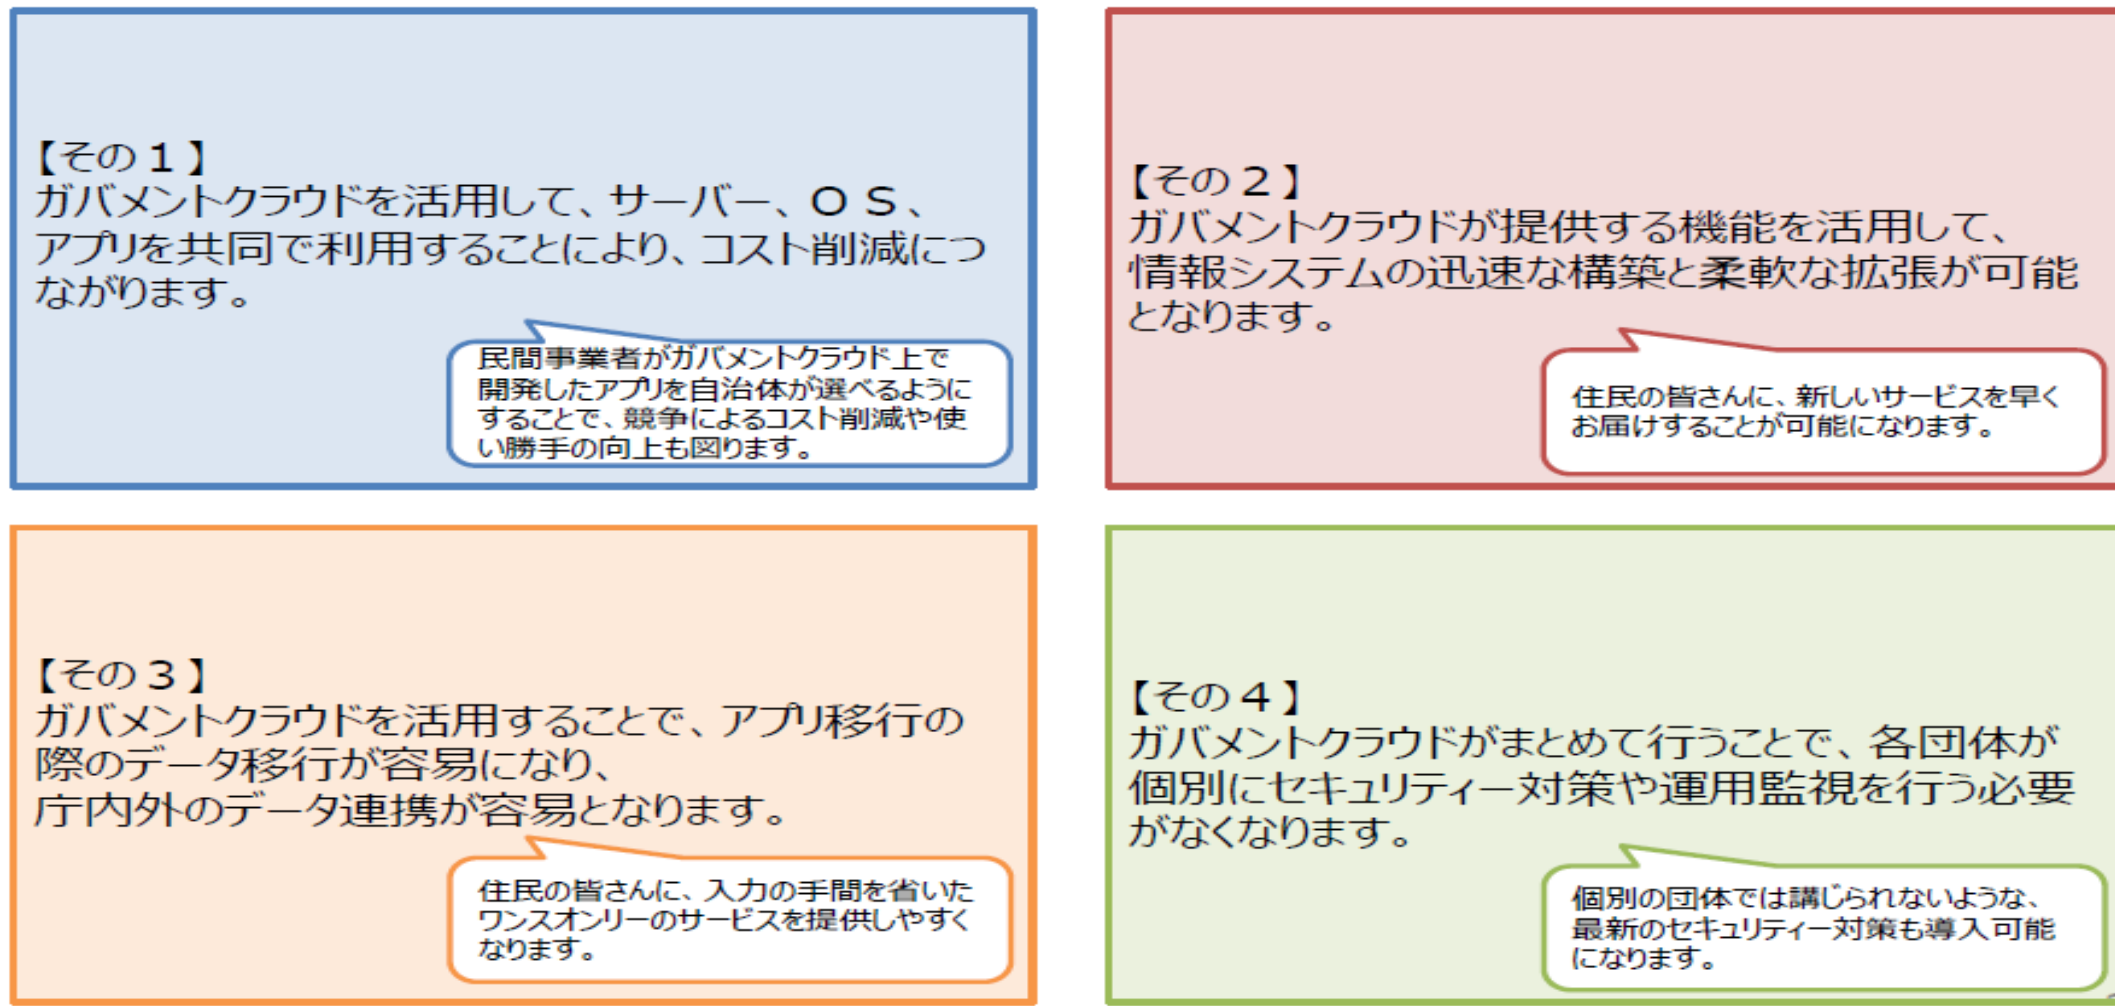 【その１】
ガバメントクラウドを活用して、サーバー、ＯＳ、
アプリを共同で利用することにより、コスト削減につ
ながります。
民間事業者がガバメントクラウド上で
開発したアプリを自治体が選べるように
することで、競争によるコスト削減や使
い勝手の向上も図ります。
【その２】
ガバメントクラウドが提供する機能を活用して、
情報システムの迅速な構築と柔軟な拡張が可能
となります。
住民の皆さんに、新しいサービスを早く
お届けすることが可能になります。
【その３】
ガバメントクラウドを活用することで、アプリ移行の
際のデータ移行が容易になり、
庁内外のデータ連携が容易となります。
住民の皆さんに、入力の手間を省いた
ワンスオンリーのサービスを提供しやすく
なります。
【その４】
ガバメントクラウドがまとめて行うことで、各団体が
個別にセキュリティー対策や運用監視を行う必要
がなくなります。
個別の団体では講じられないような、
最新のセキュリティー対策も導入可能
になります。